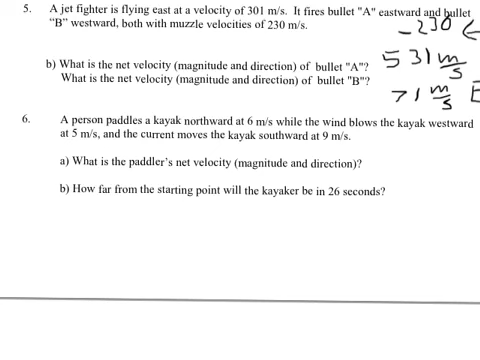 5. A jet fighter is flying east at a velocity of 301 m/s. It fires bullet "A" eastward and bullet
"B" westward, both with muzzle velocities of 230 m/s.
-230 ←
b) What is the net velocity (magnitude and direction) of bullet "A"?
531 m/s
What is the net velocity (magnitude and direction) of bullet "B"?
71 m/s E
6. A person paddles a kayak northward at 6 m/s while the wind blows the kayak westward
at 5 m/s, and the current moves the kayak southward at 9 m/s.
a) What is the paddler's net velocity (magnitude and direction)?
b) How far from the starting point will the kayaker be in 26 seconds?